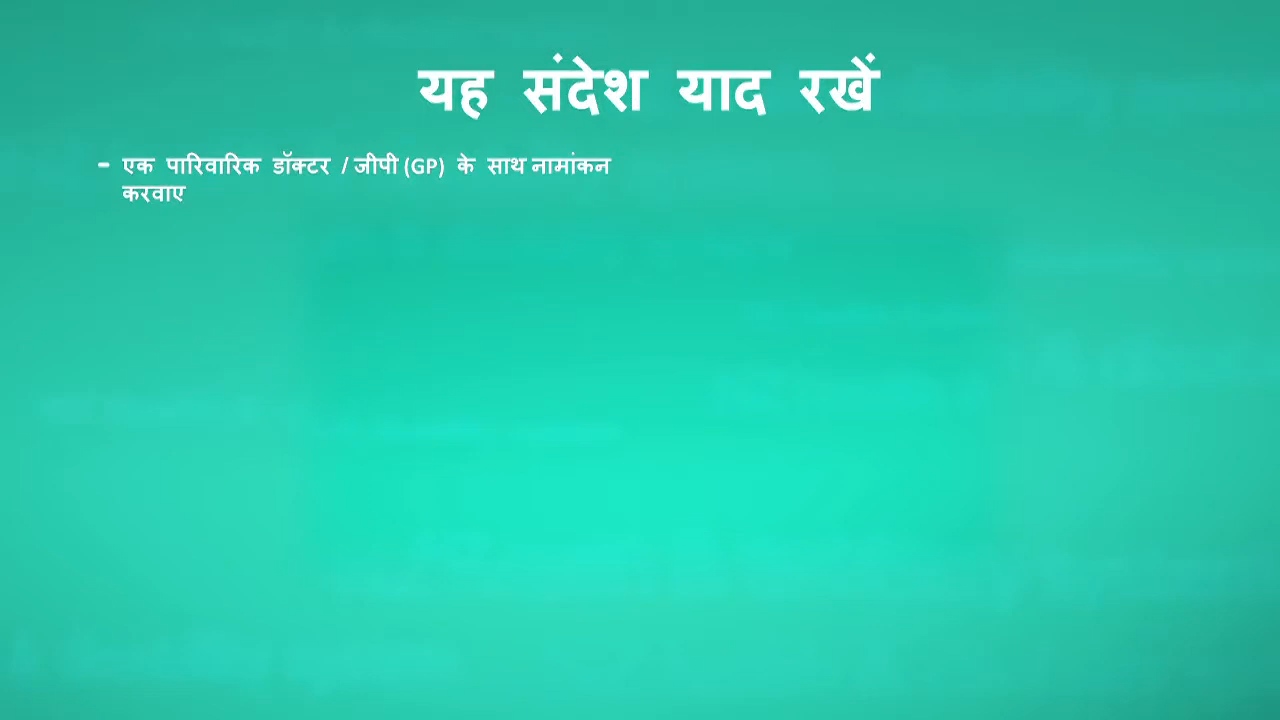 यह संदेश याद रखें
- एक पारिवारिक डॉक्टर / जीपी (GP) के साथ नामांकन
करवाए